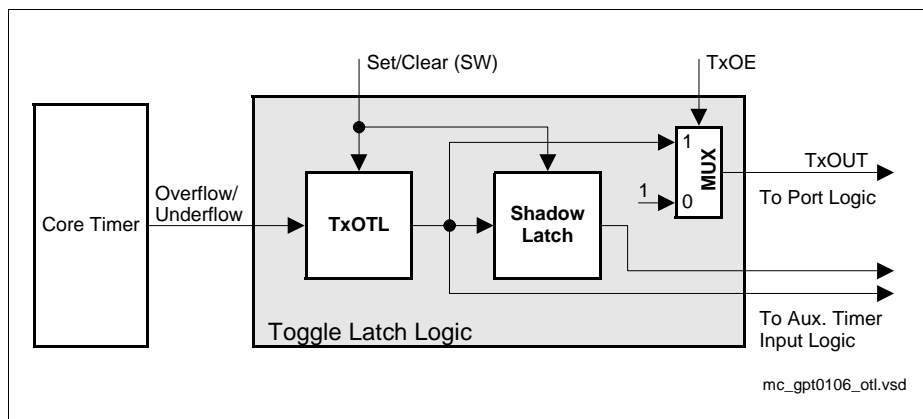 Set/Clear (SW)
TxOE
Core Timer
Overflow/
Underflow
TxOTL
Shadow
Latch
1
1
0
MUX
TxOUT
To Port Logic
To Aux. Timer
Input Logic
Toggle Latch Logic
mc_gpt0106_otl.vsd